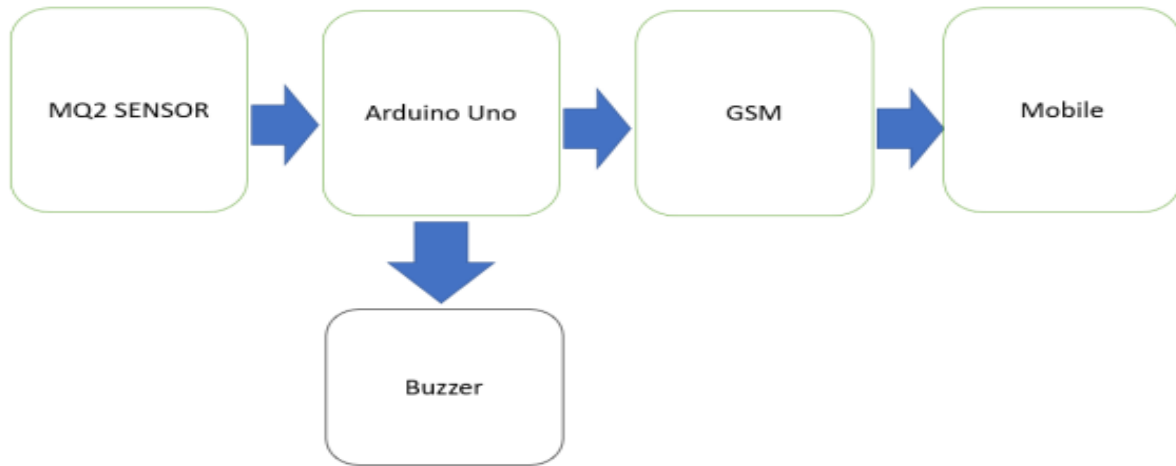 MQ2 SENSOR
Arduino Uno
GSM
Mobile
Buzzer